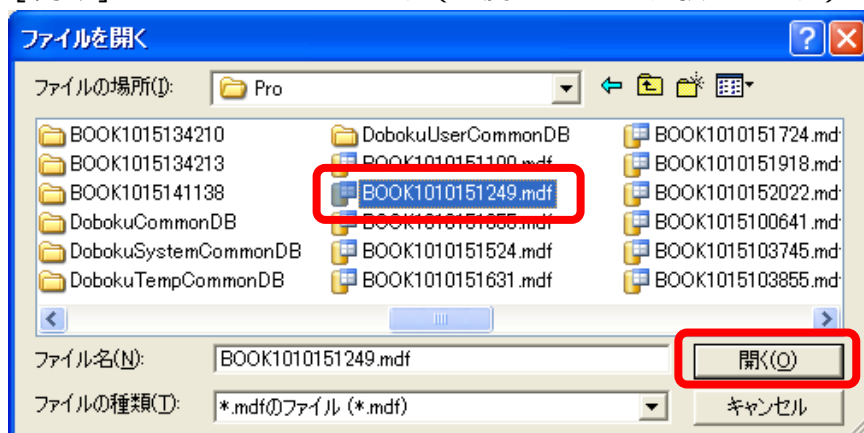 ファイルを開く
ファイルの場所(I): Pro
BOOK1015134210 DobokuUserCommonDB BOOK1010151724.md
BOOK1015134213 BOOK1010151100.mdf BOOK1010151918.md
BOOK1015141138 BOOK1010151249.mdf BOOK1010152022.md
DobokuCommonDB BOOK1015100641.md
DobokuSystemCommonDB BOOK1010151524.mdf BOOK1015103745.md
DobokuTempCommonDB BOOK1010151631.mdf BOOK1015103855.md
ファイル名(N): BOOK1010151249.mdf 開く(O)
ファイルの種類(T): *.mdfのファイル (*.mdf) キャンセル